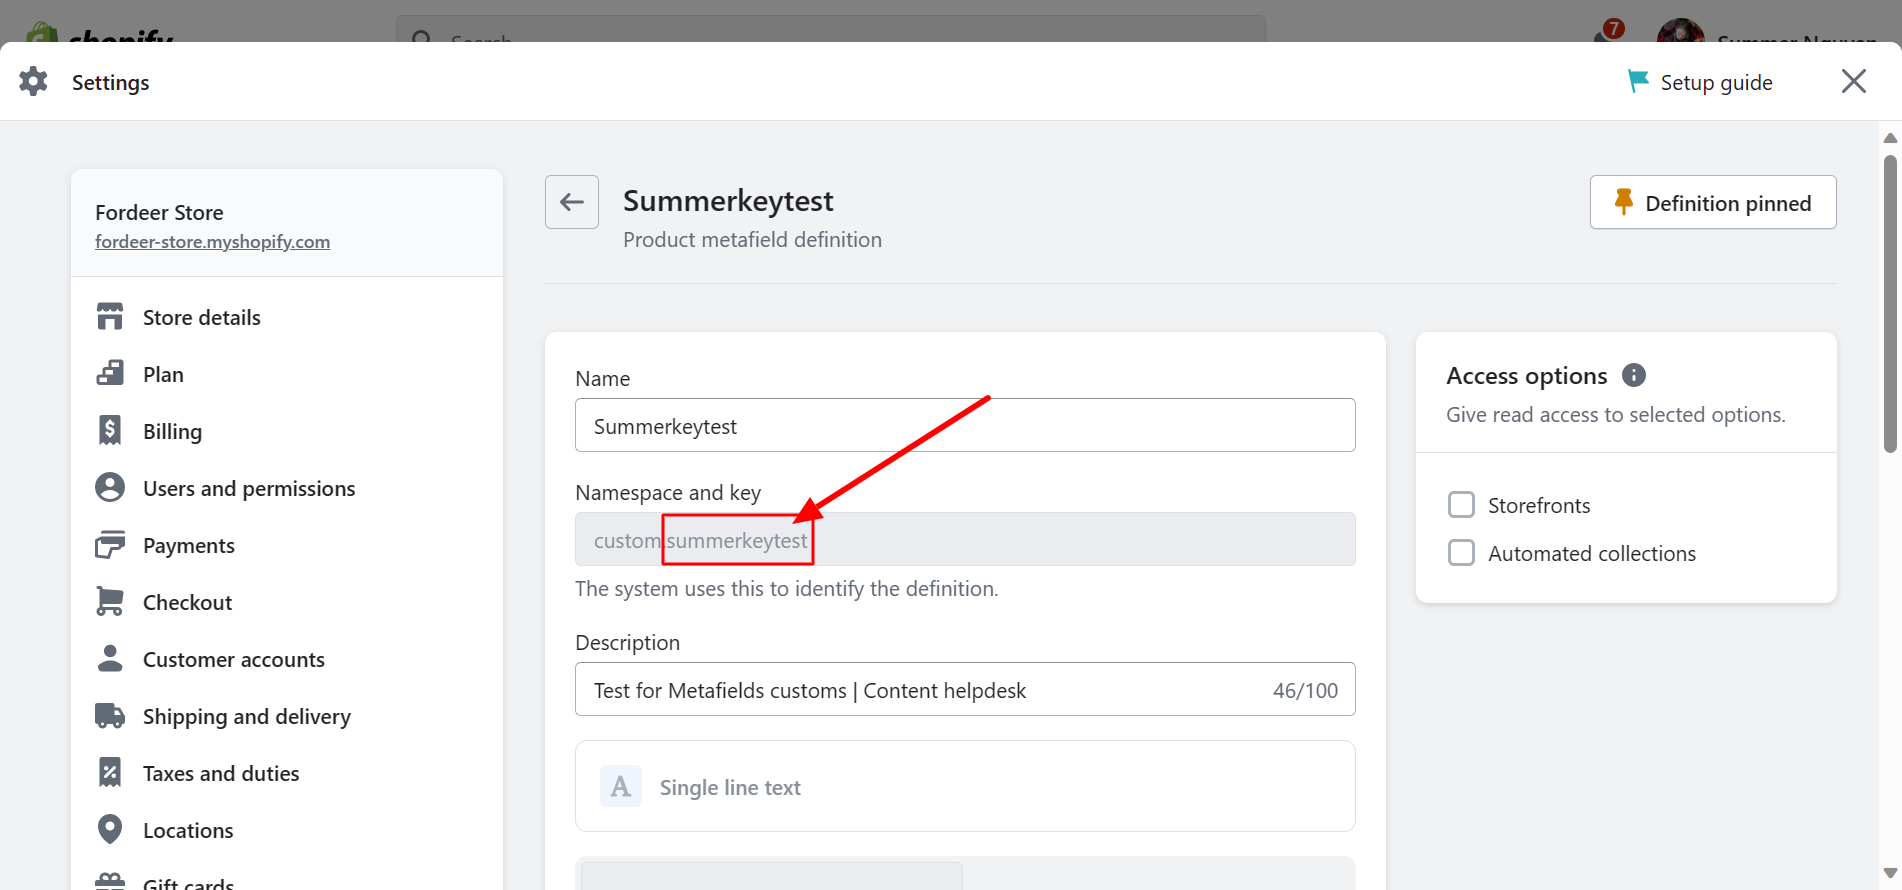 shopify
Search
7
Summer Nguyen
Settings
Setup guide
Fordeer Store
fordeer-store.myshopify.com
Store details
Plan
Billing
Users and permissions
Payments
Checkout
Customer accounts
Shipping and delivery
Taxes and duties
Locations
Gift cards
Summerkeytest
Product metafield definition
Definition pinned
Name
Summerkeytest
Namespace and key
custom.summerkeytest
The system uses this to identify the definition.
Description
Test for Metafields customs | Content helpdesk
46/100
A
Single line text
Access options
Give read access to selected options.
Storefronts
Automated collections